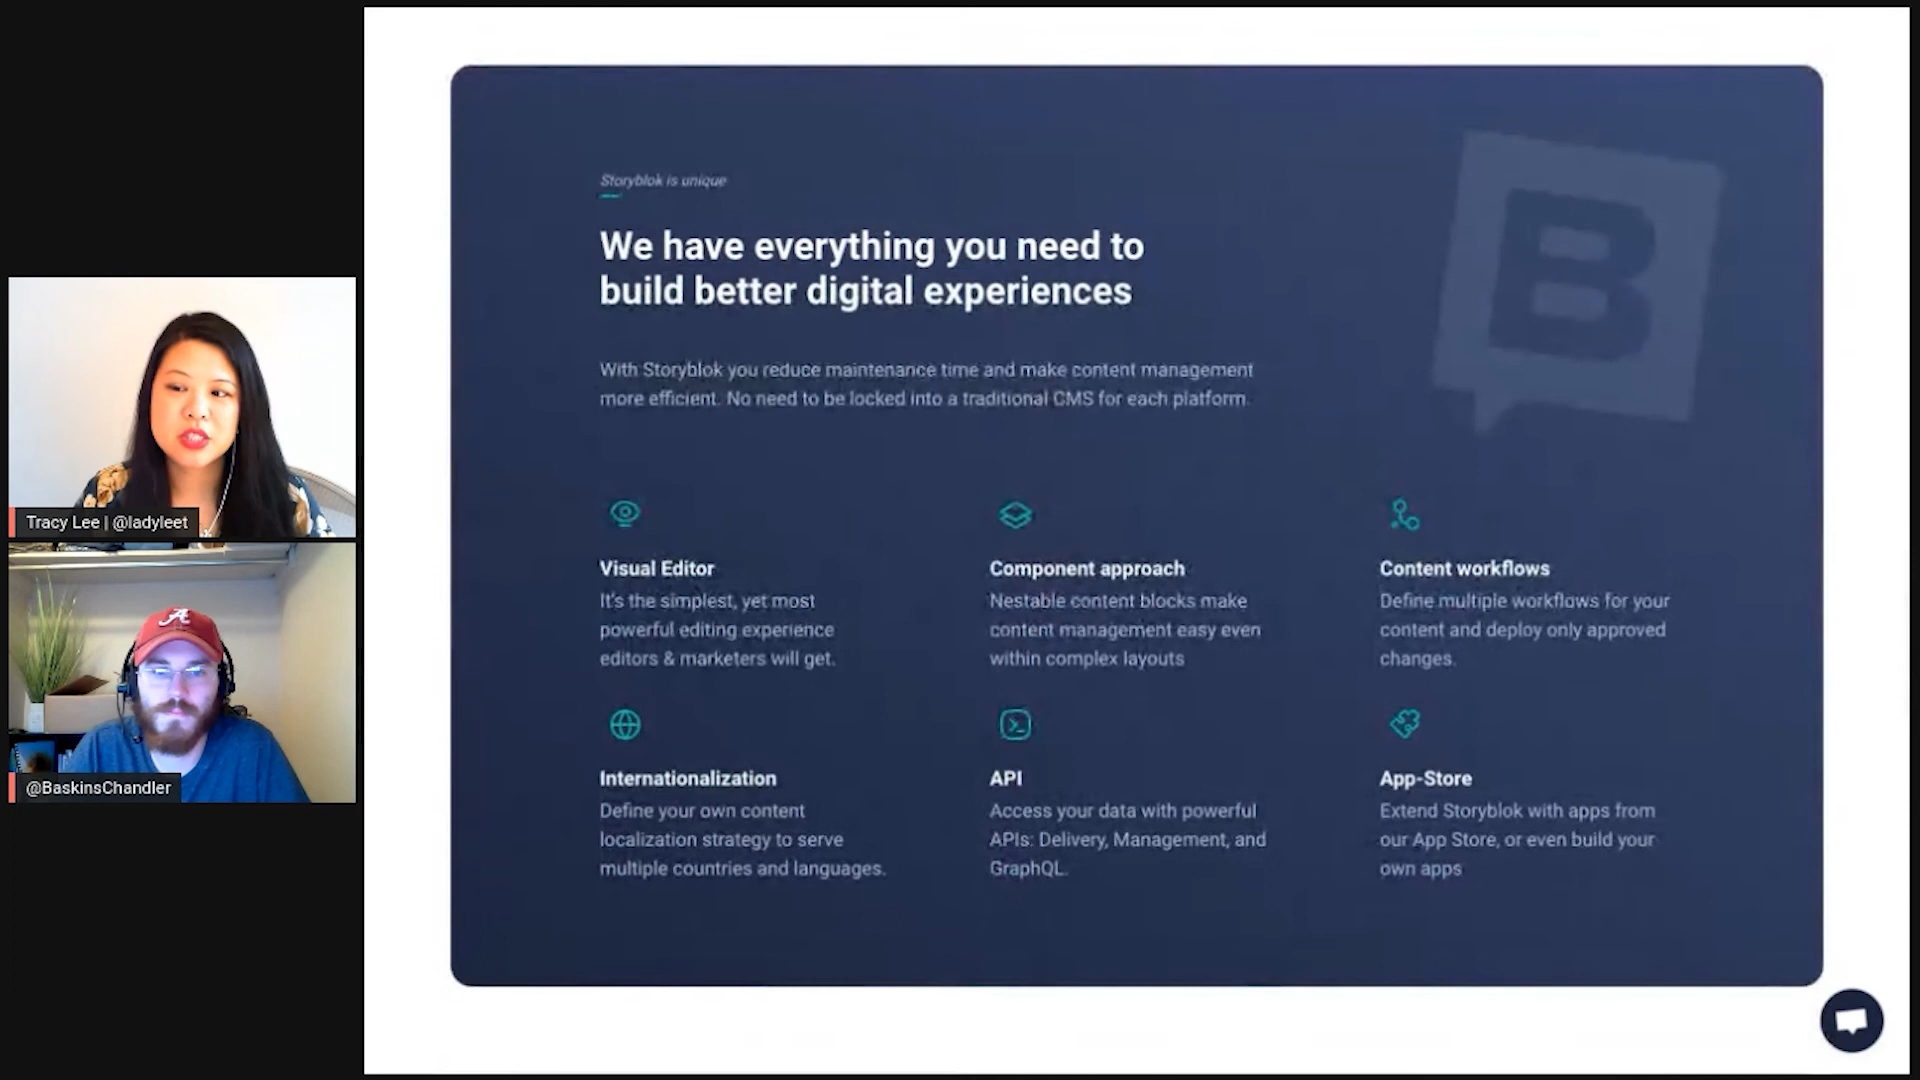 Storyblok is unique
We have everything you need to
build better digital experiences
With Storyblok you reduce maintenance time and make content management
more efficient. No need to be locked into a traditional CMS for each platform.
Visual Editor
It's the simplest, yet most
powerful editing experience
editors & marketers will get.
Component approach
Nestable content blocks make
content management easy even
within complex layouts
Content workflows
Define multiple workflows for your
content and deploy only approved
changes.
Internationalization
Define your own content
localization strategy to serve
multiple countries and languages.
API
Access your data with powerful
APIs: Delivery, Management, and
GraphQL.
App-Store
Extend Storyblok with apps from
our App Store, or even build your
own apps
B
Tracy Lee | @ladyleet
A
@BaskinsChandler